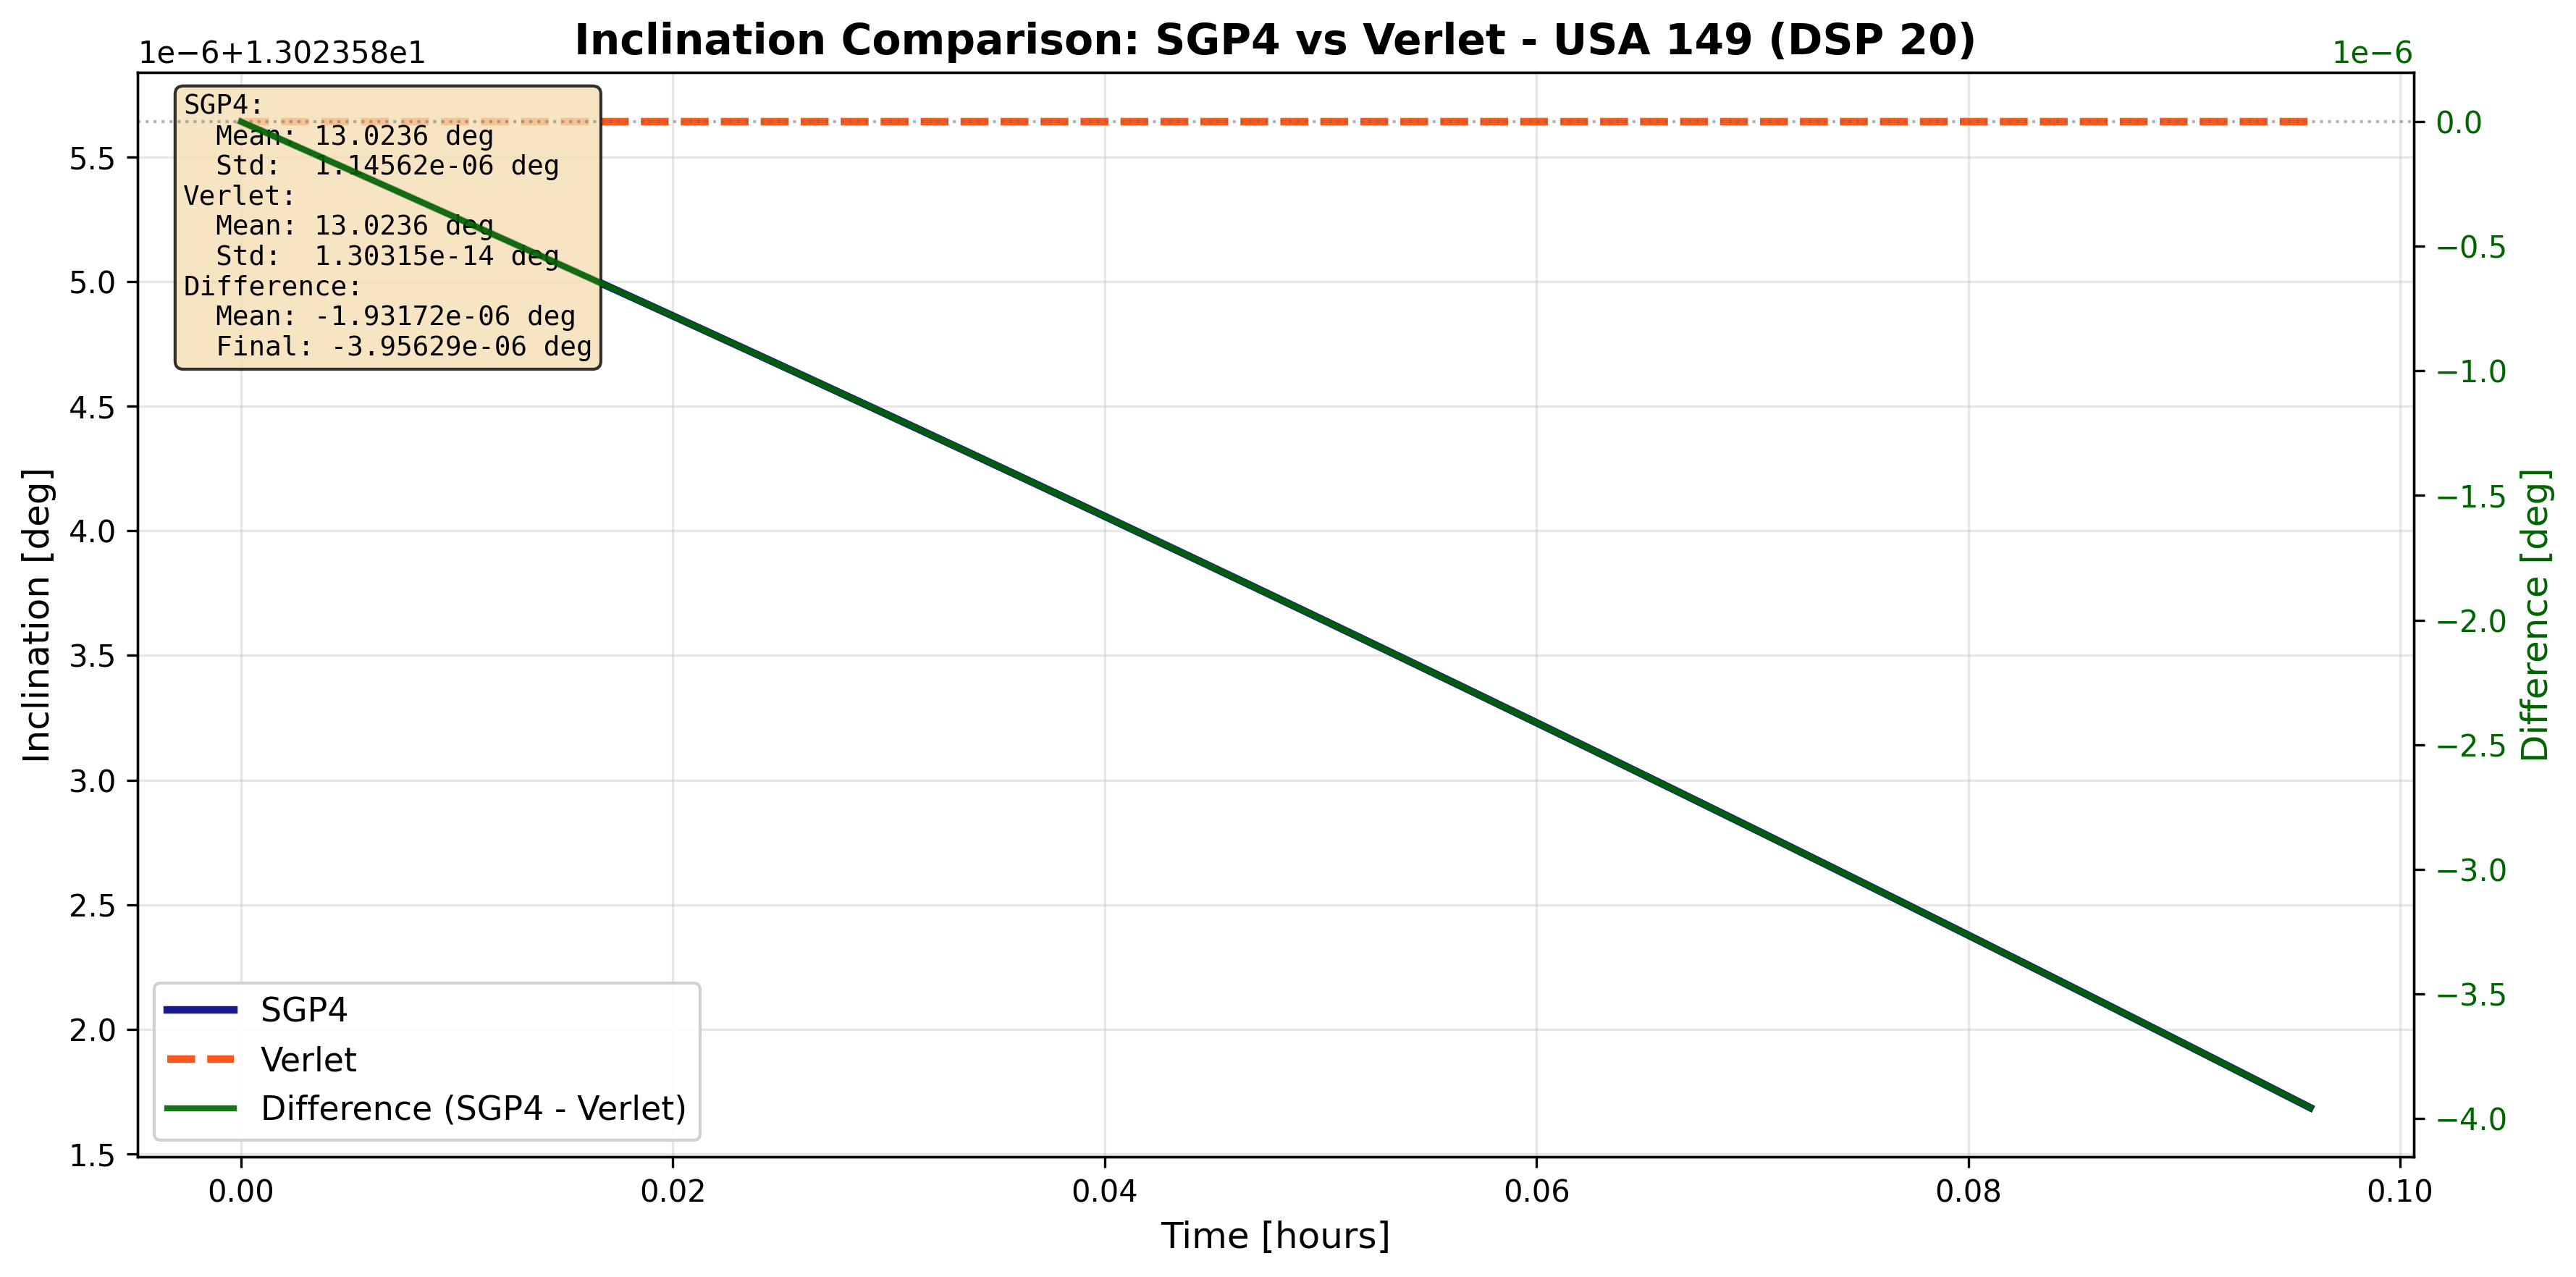 Inclination Comparison: SGP4 vs Verlet - USA 149 (DSP 20)
1e−6+1.302358e1
1e−6
SGP4:
Mean: 13.0236 deg
Std: 1.14562e-06 deg
Verlet:
Mean: 13.0236 deg
Std: 1.30315e-14 deg
Difference:
Mean: -1.93172e-06 deg
Final: -3.95629e-06 deg
Inclination [deg]
5.5
5.0
4.5
4.0
3.5
3.0
2.5
2.0
1.5
0.0
−0.5
−1.0
−1.5
−2.0
−2.5
−3.0
−3.5
−4.0
Difference [deg]
SGP4
Verlet
Difference (SGP4 - Verlet)
0.00
0.02
0.04
0.06
0.08
0.10
Time [hours]